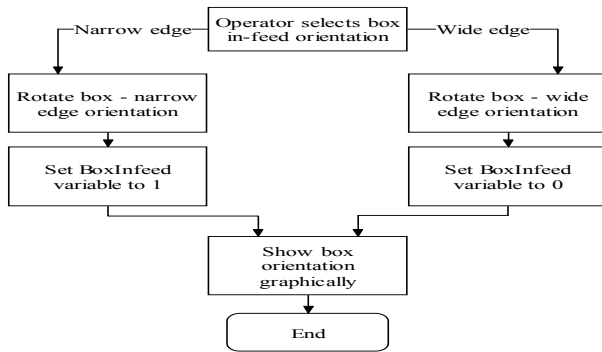 Operator selects box
in-feed orientation
Narrow edge
Wide edge
Rotate box - narrow
edge orientation
Rotate box - wide
edge orientation
Set BoxInfeed
variable to 1
Set BoxInfeed
variable to 0
Show box
orientation
graphically
End